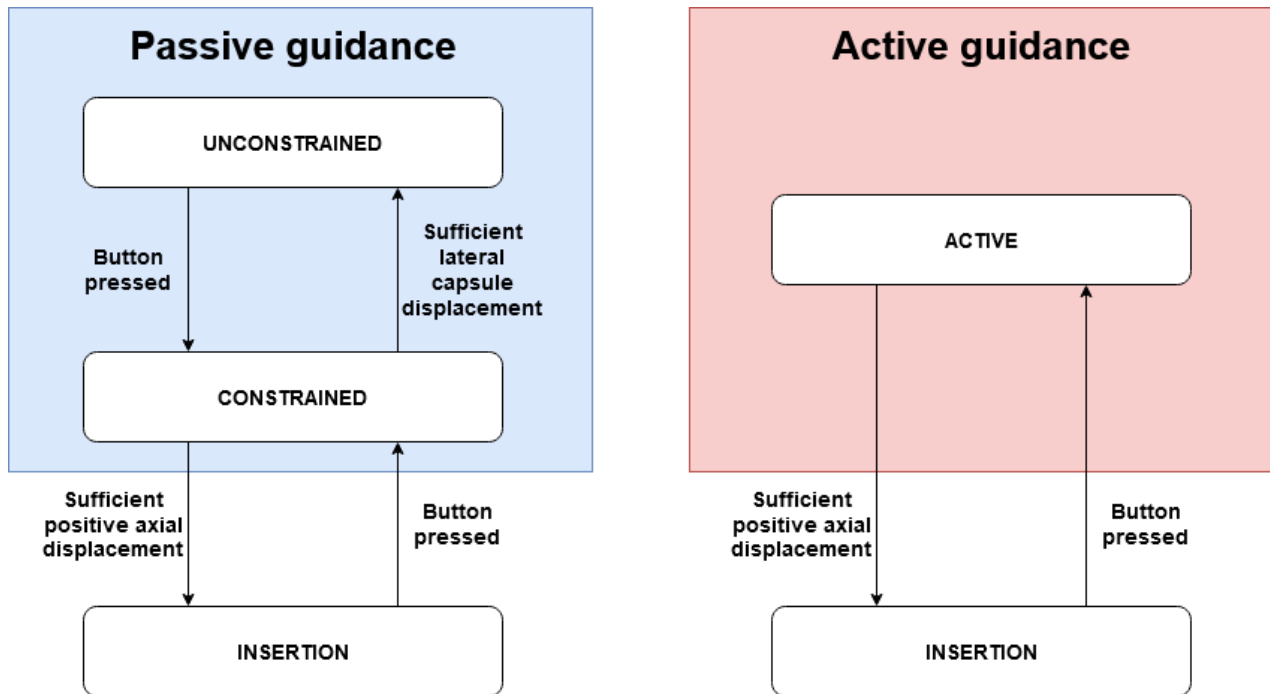 Passive guidance
UNCONSTRAINED
Button
pressed
Sufficient
lateral
capsule
displacement
CONSTRAINED
Sufficient
positive axial
displacement
Button
pressed
INSERTION
Active guidance
ACTIVE
Sufficient
positive axial
displacement
Button
pressed
INSERTION